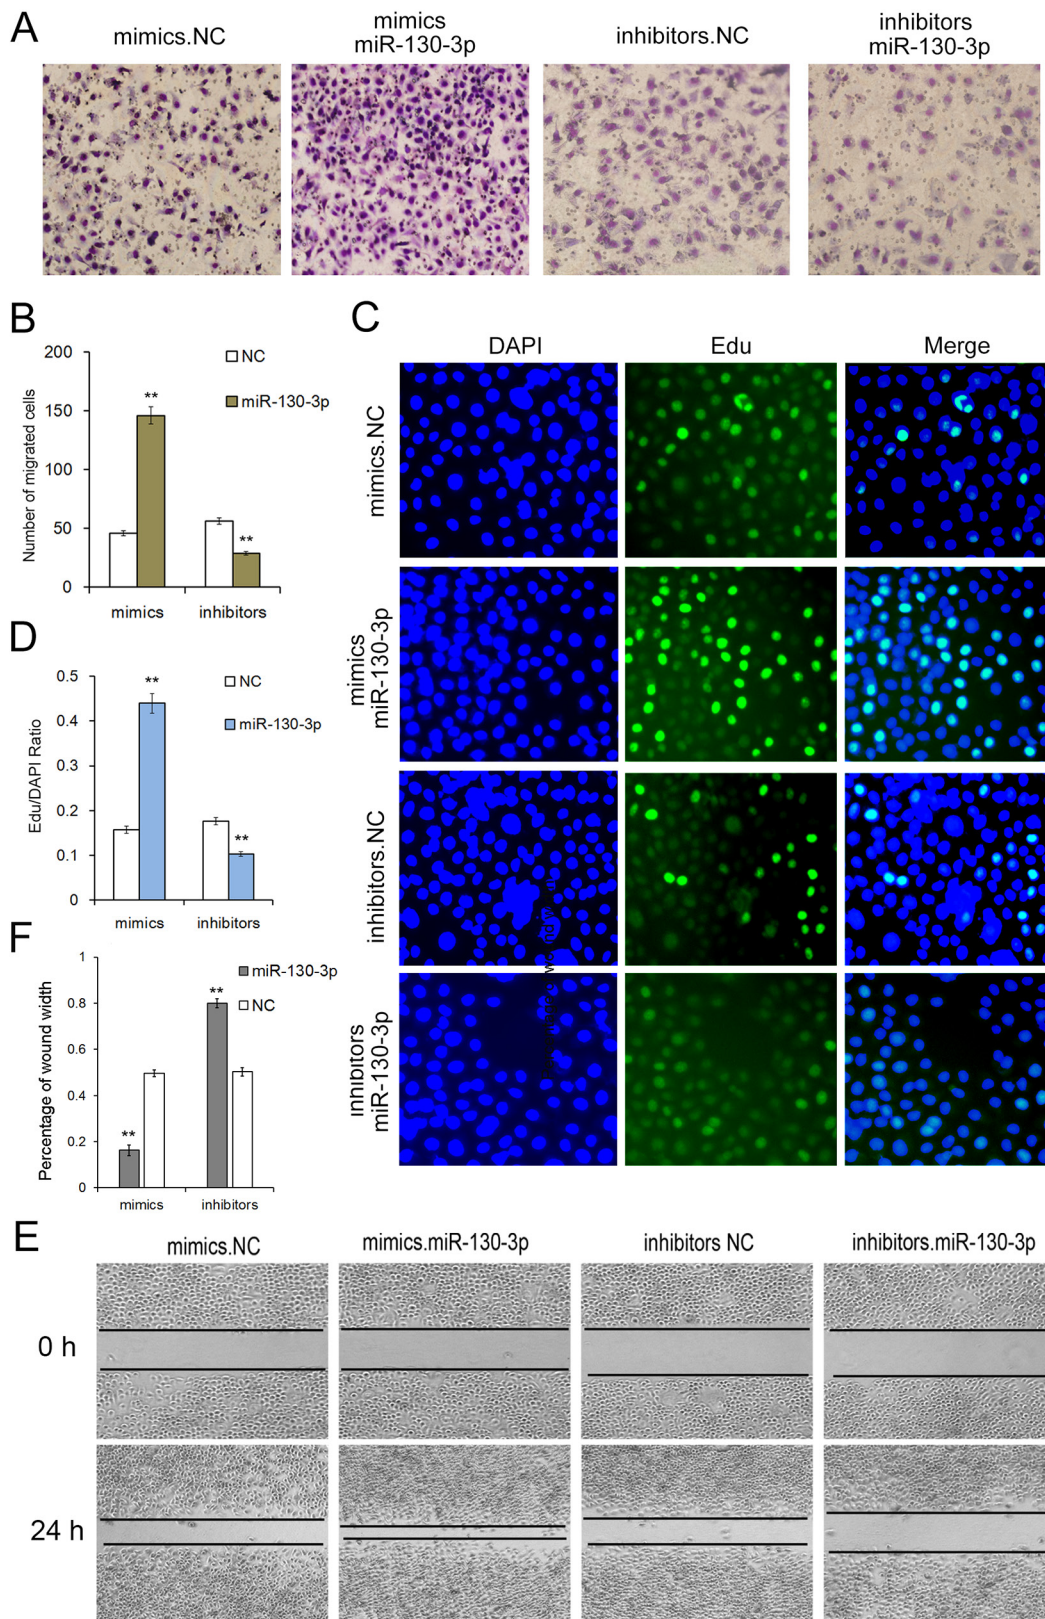 A
mimics.NC
mimics
miR-130-3p
inhibitors.NC
inhibitors
miR-130-3p
B
200
150
100
50
0
Number of migrated cells
NC
miR-130-3p
**
**
mimics
inhibitors
C
DAPI
Edu
Merge
mimics.NC
mimics
miR-130-3p
inhibitors.NC
inhibitors
miR-130-3p
D
0.5
0.4
0.3
0.2
0.1
0
Edu/DAPI Ratio
NC
miR-130-3p
**
**
mimics
inhibitors
F
1
0.8
0.6
0.4
0.2
0
Percentage of wound width
miR-130-3p
NC
**
**
mimics
inhibitors
E
mimics.NC
mimics.miR-130-3p
inhibitors NC
inhibitors.miR-130-3p
0 h
24 h